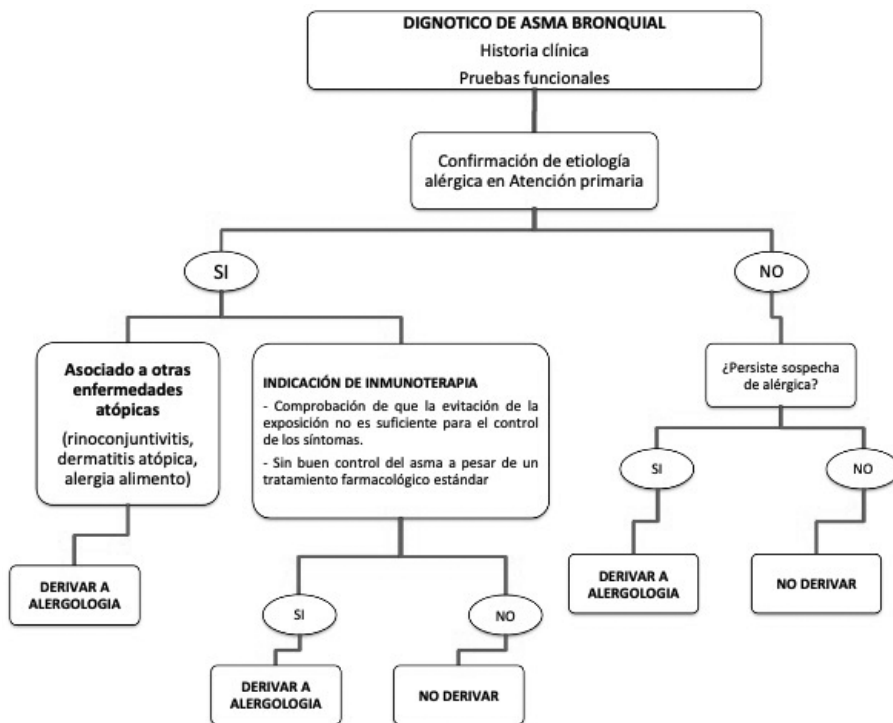 DIGNOTICO DE ASMA BRONQUIAL
Historia clínica
Pruebas funcionales
Confirmación de etiología
alérgica en Atención primaria
SI
NO
Asociado a otras
enfermedades
atópicas
(rinoconjuntivitis,
dermatitis atópica,
alergia alimento)
INDICACIÓN DE INMUNOTERAPIA
- Comprobación de que la evitación de la
exposición no es suficiente para el control
de los síntomas.
- Sin buen control del asma a pesar de un
tratamiento farmacológico estándar
¿Persiste sospecha
de alérgica?
SI
NO
DERIVAR A
ALERGOLOGIA
DERIVAR A
ALERGOLOGIA
NO DERIVAR
SI
NO
DERIVAR A
ALERGOLOGIA
NO DERIVAR